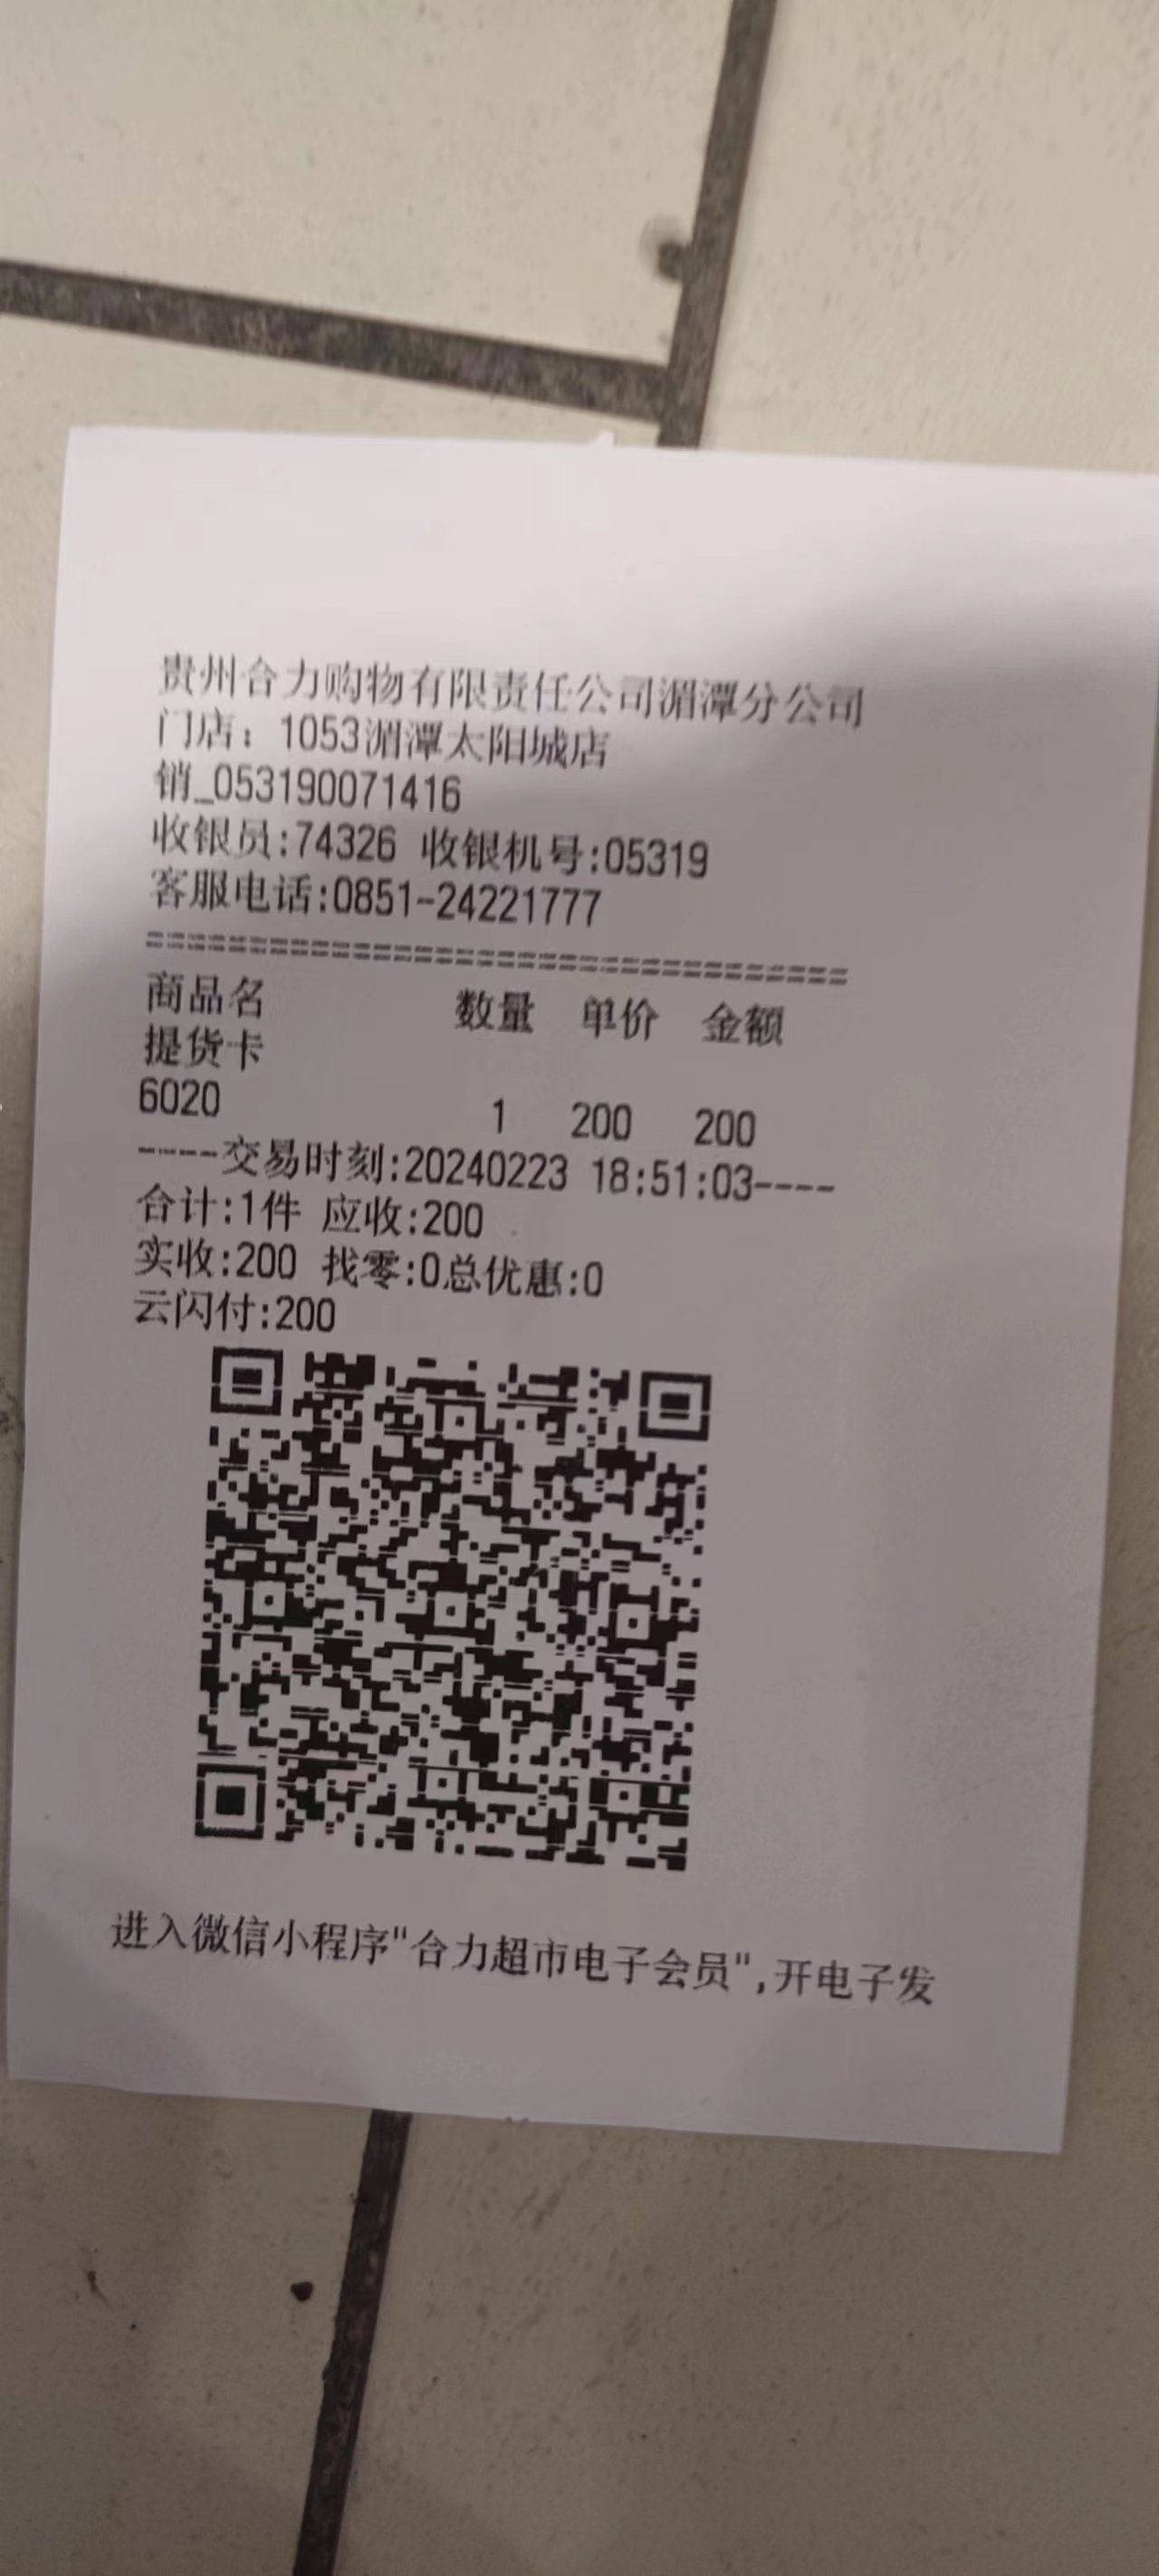 贵州合力购物有限责任公司湄潭分公司
门店：1053湄潭太阳城店
销_053190071416
收银员:74326 收银机号:05319
客服电话:0851-24221777
==================================
商品名 数量 单价 金额
提货卡
6020 1 200 200
----交易时刻:20240223 18:51:03----
合计:1件 应收:200
实收:200 找零:0总优惠:0
云闪付:200
进入微信小程序"合力超市电子会员",开电子发